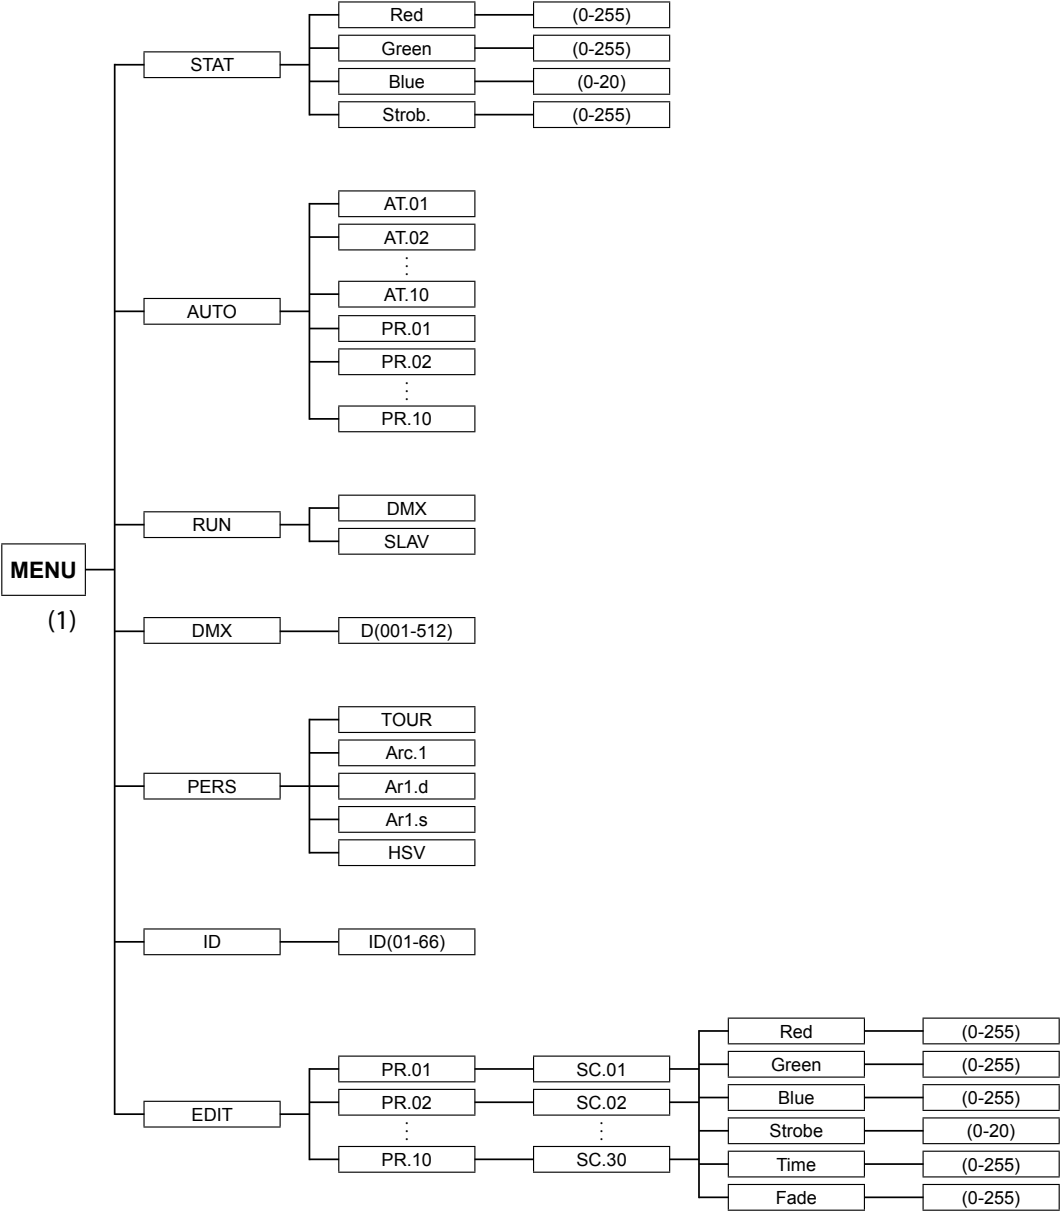 Red (0-255)
Green (0-255)
STAT
Blue (0-20)
Strob. (0-255)
AT.01
AT.02
AT.10
AUTO
PR.01
PR.02
PR.10
DMX
RUN
SLAV
MENU
(1)
DMX D(001-512)
TOUR
Arc.1
PERS Ar1.d
Ar1.s
HSV
ID ID(01-66)
Red (0-255)
PR.01 SC.01 Green (0-255)
PR.02 SC.02 Blue (0-255)
EDIT
Strobe (0-20)
PR.10 SC.30 Time (0-255)
Fade (0-255)